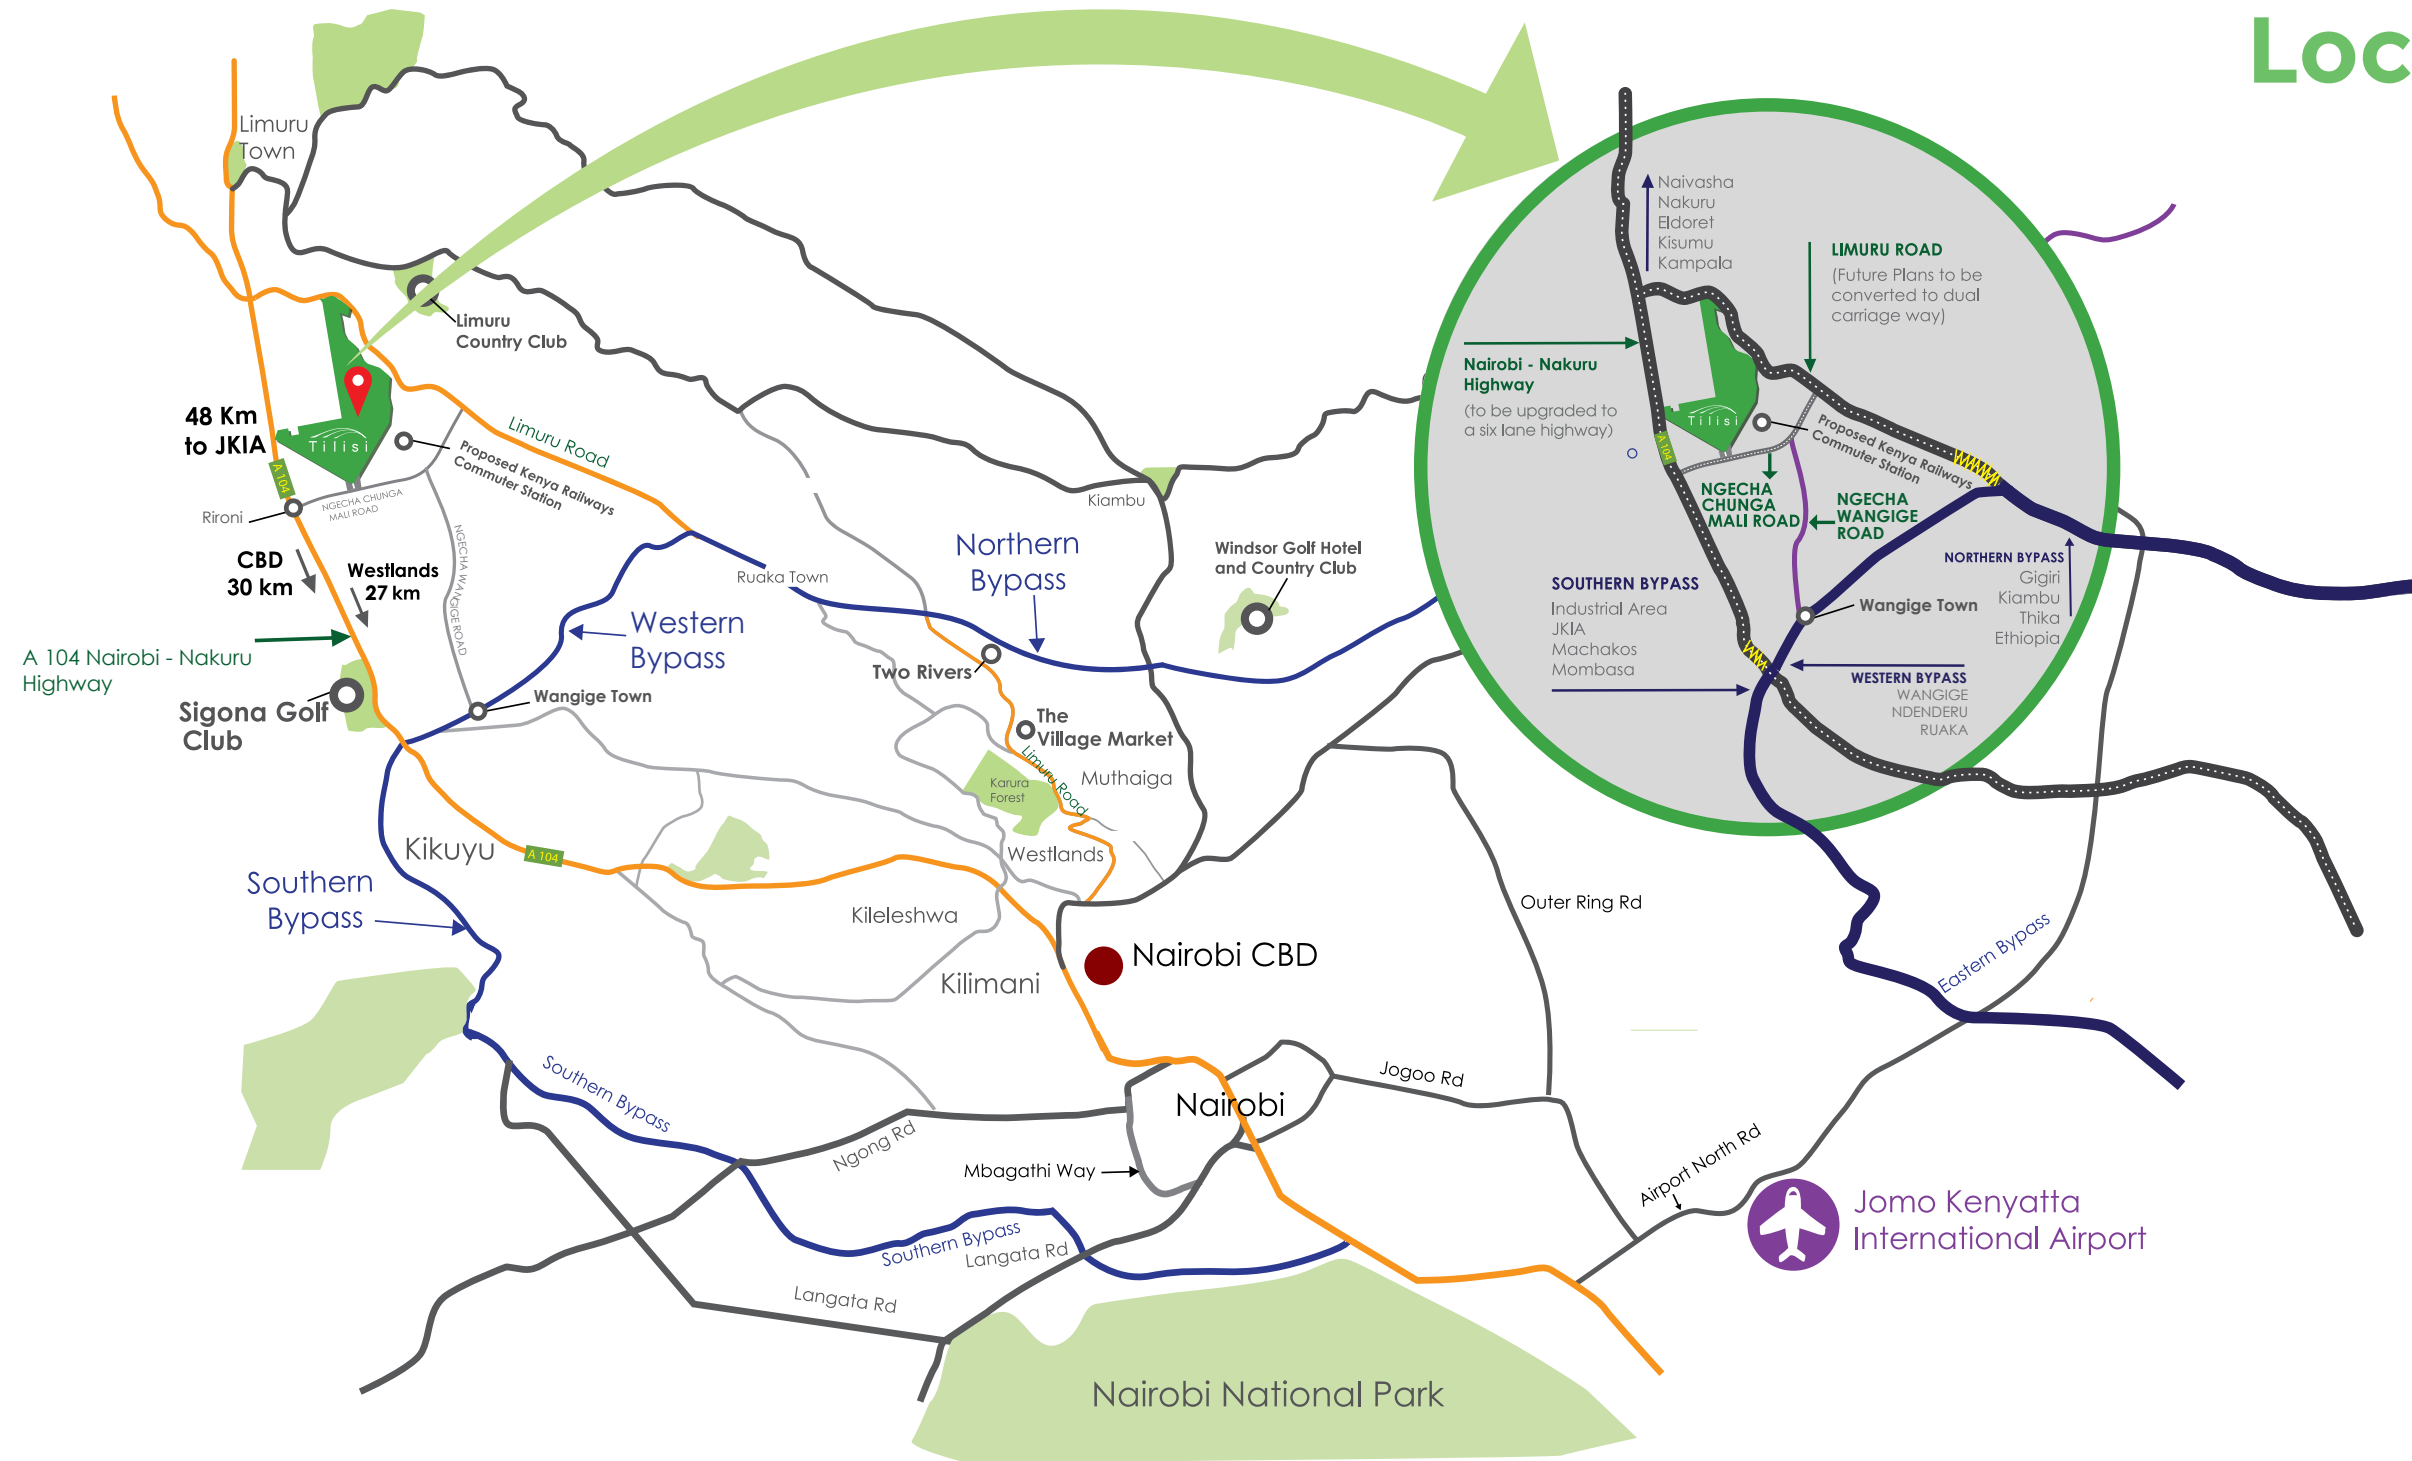 Loc
Limuru
Town
Limuru
Country Club
48 Km
to JKIA
Tilisi
A 104
Limuru Road
Proposed Kenya Railways
Commuter Station
NGECHA CHUNGA
MALI ROAD
Rironi
NGECHA WANGIGE ROAD
CBD
30 km
Westlands
27 km
A 104 Nairobi - Nakuru
Highway
Sigona Golf
Club
Western
Bypass
Wangige Town
Ruaka Town
Northern
Bypass
Kiambu
Windsor Golf Hotel
and Country Club
Two Rivers
The
Village Market
Limuru Road
Karura
Forest
Muthaiga
Westlands
Kikuyu
A 104
Southern
Bypass
Kileleshwa
Kilimani
Nairobi CBD
Outer Ring Rd
Southern Bypass
Ngong Rd
Nairobi
Jogoo Rd
Mbagathi Way
Southern Bypass
Langata Rd
Langata Rd
Airport North Rd
Jomo Kenyatta
International Airport
Nairobi National Park
Eastern Bypass
Naivasha
Nakuru
Eldoret
Kisumu
Kampala
LIMURU ROAD
(Future Plans to be
converted to dual
carriage way)
Nairobi - Nakuru
Highway
(to be upgraded to
a six lane highway)
Tilisi
A 104
Proposed Kenya Railways
Commuter Station
NGECHA
CHUNGA
MALI ROAD
NGECHA
WANGIGE
ROAD
NORTHERN BYPASS
Gigiri
Kiambu
Thika
Ethiopia
SOUTHERN BYPASS
Industrial Area
JKIA
Machakos
Mombasa
Wangige Town
WESTERN BYPASS
WANGIGE
NDENDERU
RUAKA